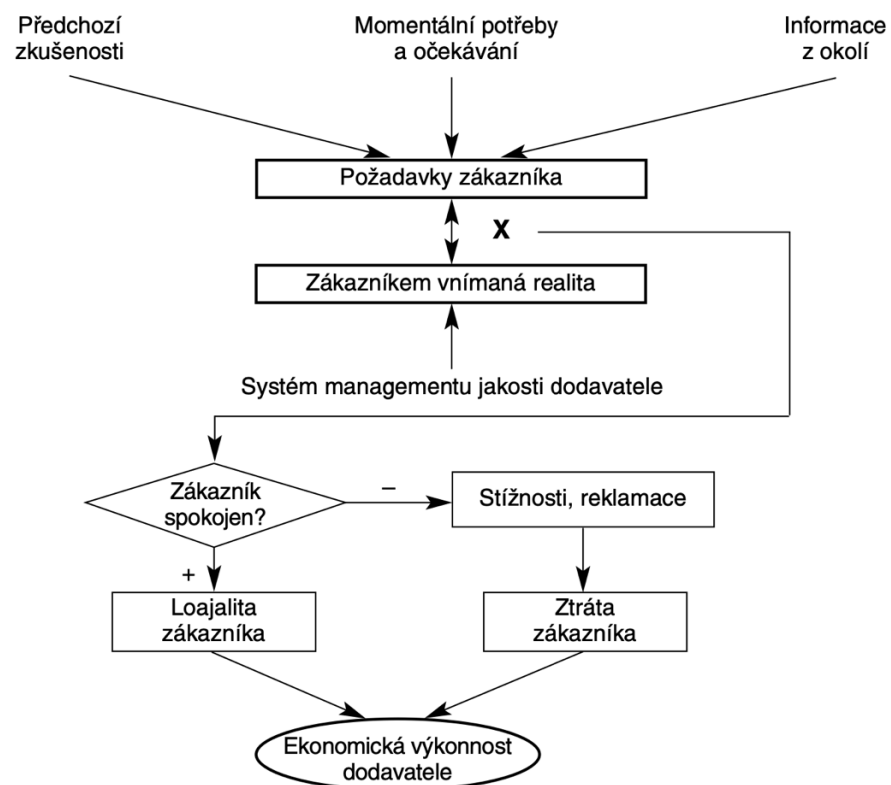 Předchozí
zkušenosti
Momentální potřeby
a očekávání
Informace
z okolí
Požadavky zákazníka
X
Zákazníkem vnímaná realita
Systém managementu jakosti dodavatele
Zákazník
spokojen?
–
Stížnosti, reklamace
+
Loajalita
zákazníka
Ztráta
zákazníka
Ekonomická výkonnost
dodavatele